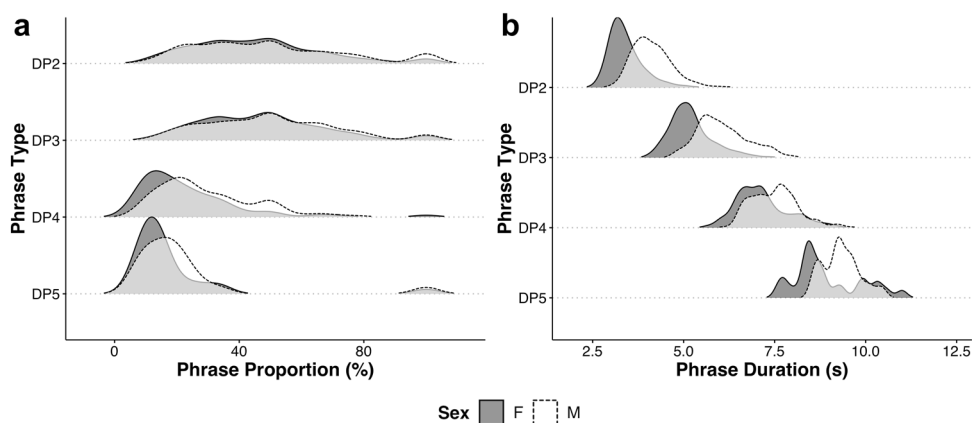 a
DP2
DP3
DP4
DP5
Phrase Type
0 40 80
Phrase Proportion (%)
b
DP2
DP3
DP4
DP5
Phrase Type
2.5 5.0 7.5 10.0 12.5
Phrase Duration (s)
Sex F M